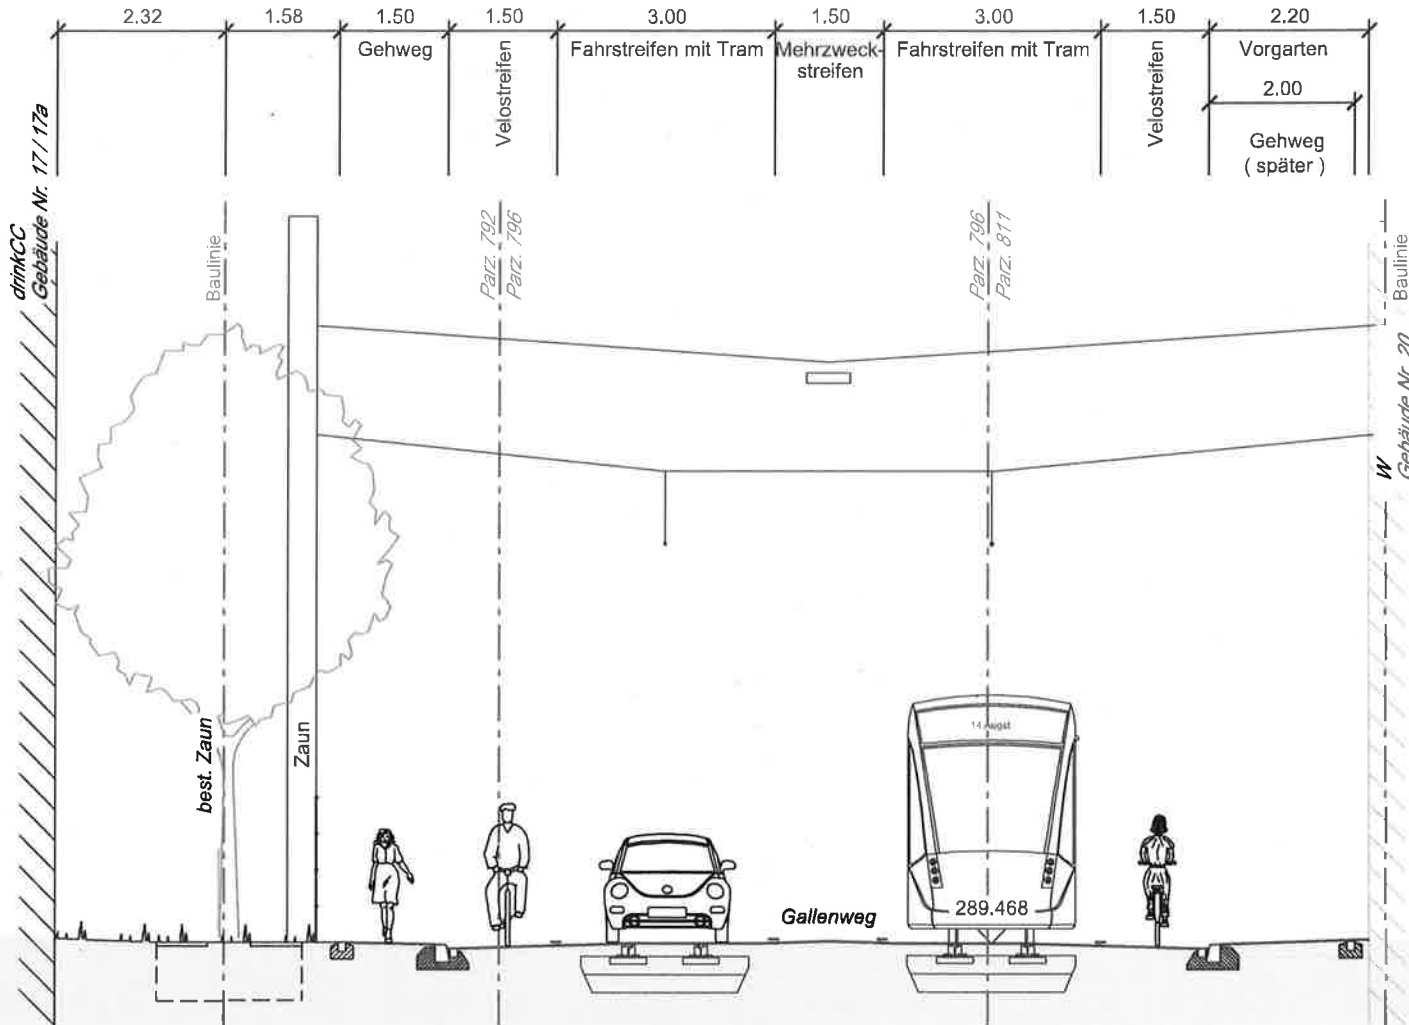 2.32 1.58 1.50 1.50 3.00 1.50 3.00 1.50 2.20
Gehweg
Velostreifen
Fahrstreifen mit Tram
Mehrzweck-
streifen
Fahrstreifen mit Tram
Velostreifen
Vorgarten
2.00
Gehweg
( später )
drinkCC
Gebäude Nr. 17 / 17a
Baulinie
Parz. 792
Parz. 796
Parz. 796
Parz. 811
Baulinie
W
Gebäude Nr. 20
best. Zaun
Zaun
14 Augst
Gallenweg
289.468